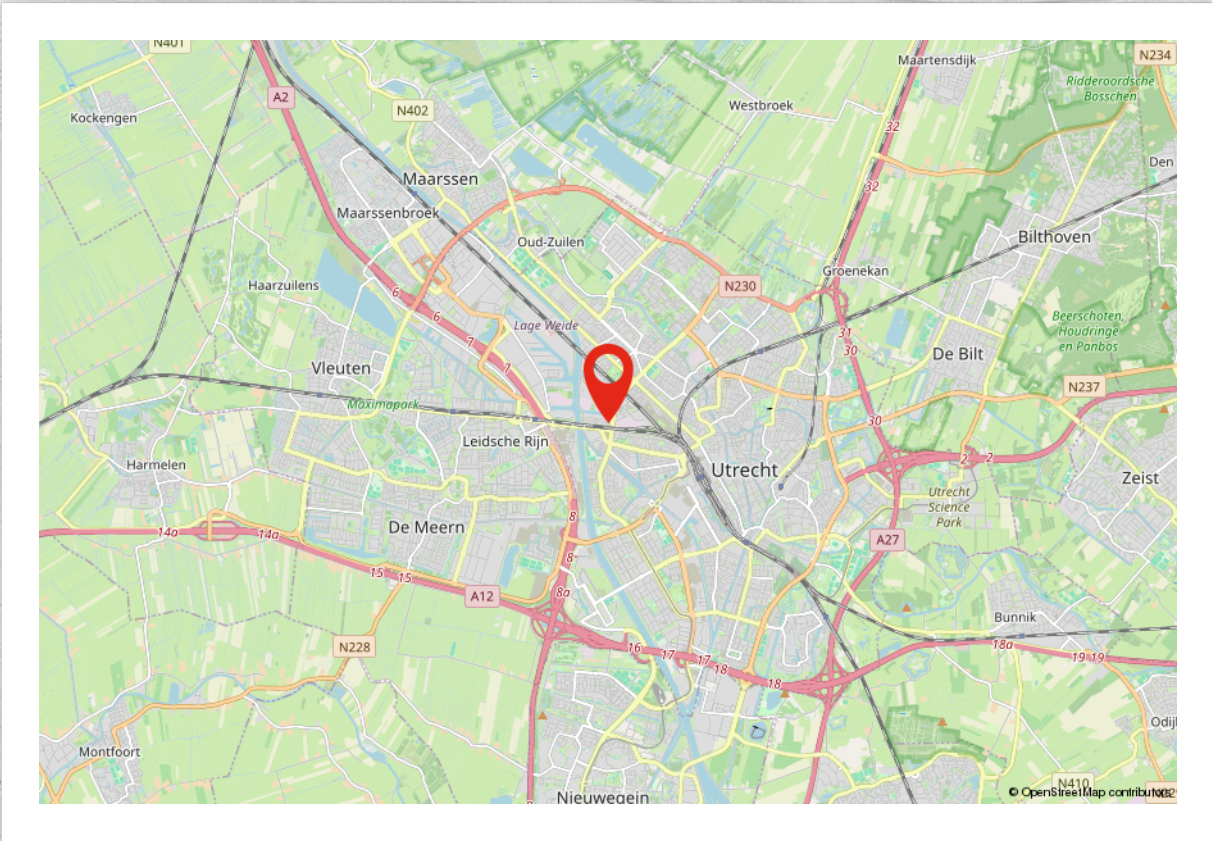 N401
Maartensdijk
N234
Ridderoordsche
Bosschen
A2
N402
Westbroek
Kockengen
32
Den
Maarssen
32
Maarssenbroek
Bilthoven
Oud-Zuilen
Groenekan
Haarzuilens
N230
6
6
Lage Weide
Beerschoten,
Houdringe
en Panbos
31
30
7
7
De Bilt
Vleuten
N237
Maximapark
30
Leidsche Rijn
Harmelen
Utrecht
2
2
Zeist
Utrecht
Science
Park
8
De Meern
14a
14a
A27
8
15
15
8a
A12
Bunnik
N228
16
17
17
18
18
18a
19
19
Montfoort
Odij
N410
Nieuwegein
© OpenStreetMap contributors